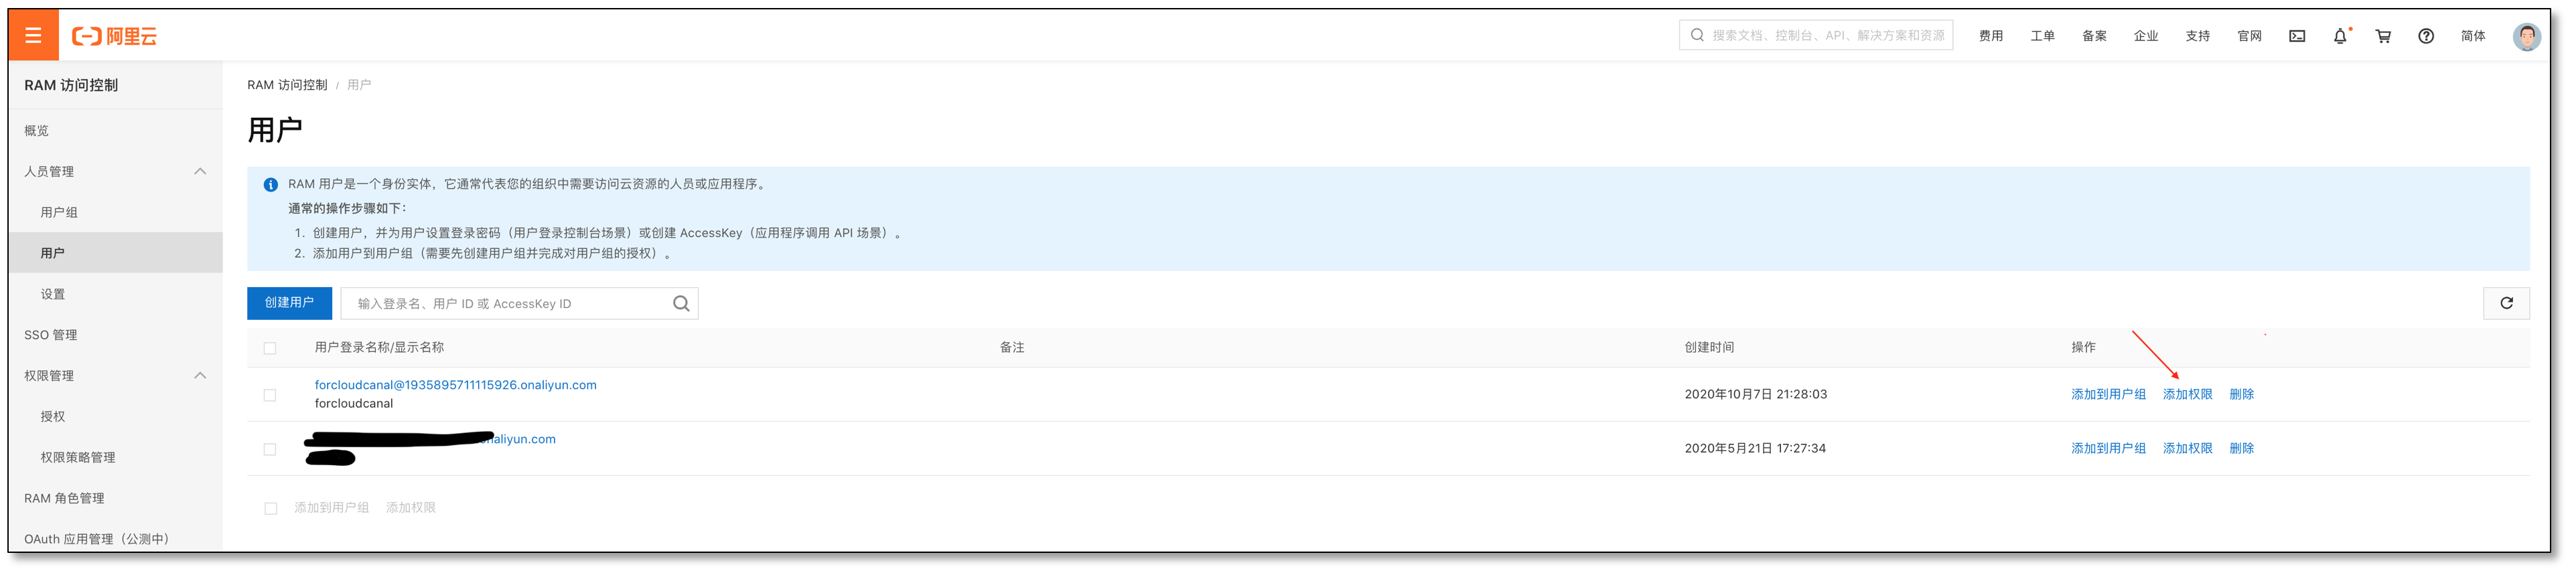 阿里云
搜索文档、控制台、API、解决方案和资源
费用 工单 备案 企业 支持 官网 简体
RAM 访问控制
概览
人员管理
用户组
用户
设置
SSO 管理
权限管理
授权
权限策略管理
RAM 角色管理
OAuth 应用管理（公测中）
RAM 访问控制 / 用户
用户
RAM 用户是一个身份实体，它通常代表您的组织中需要访问云资源的人员或应用程序。
通常的操作步骤如下：
1. 创建用户，并为用户设置登录密码（用户登录控制台场景）或创建 AccessKey（应用程序调用 API 场景）。
2. 添加用户到用户组（需要先创建用户组并完成对用户组的授权）。
创建用户 输入登录名、用户 ID 或 AccessKey ID
用户登录名称/显示名称 备注 创建时间 操作
forcloudcanal@1935895711115926.onaliyun.com
forcloudcanal
2020年10月7日 21:28:03 添加到用户组 添加权限 删除
naliyun.com
2020年5月21日 17:27:34 添加到用户组 添加权限 删除
添加到用户组 添加权限